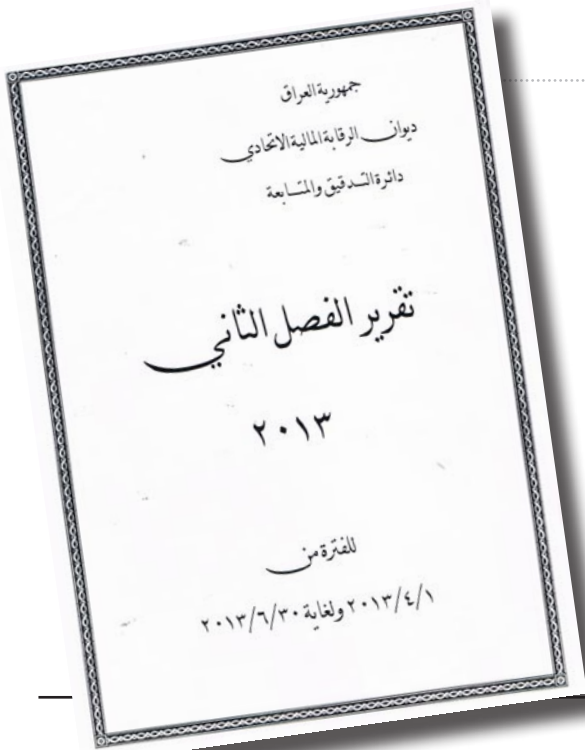 جمهورية العراق
ديوان الرقابة المالية الاتحادي
دائرة التدقيق والمتابعة
تقرير الفصل الثاني
٢٠١٣
للفترة من
٢٠١٣/٤/١ ولغاية ٢٠١٣/٦/٣٠